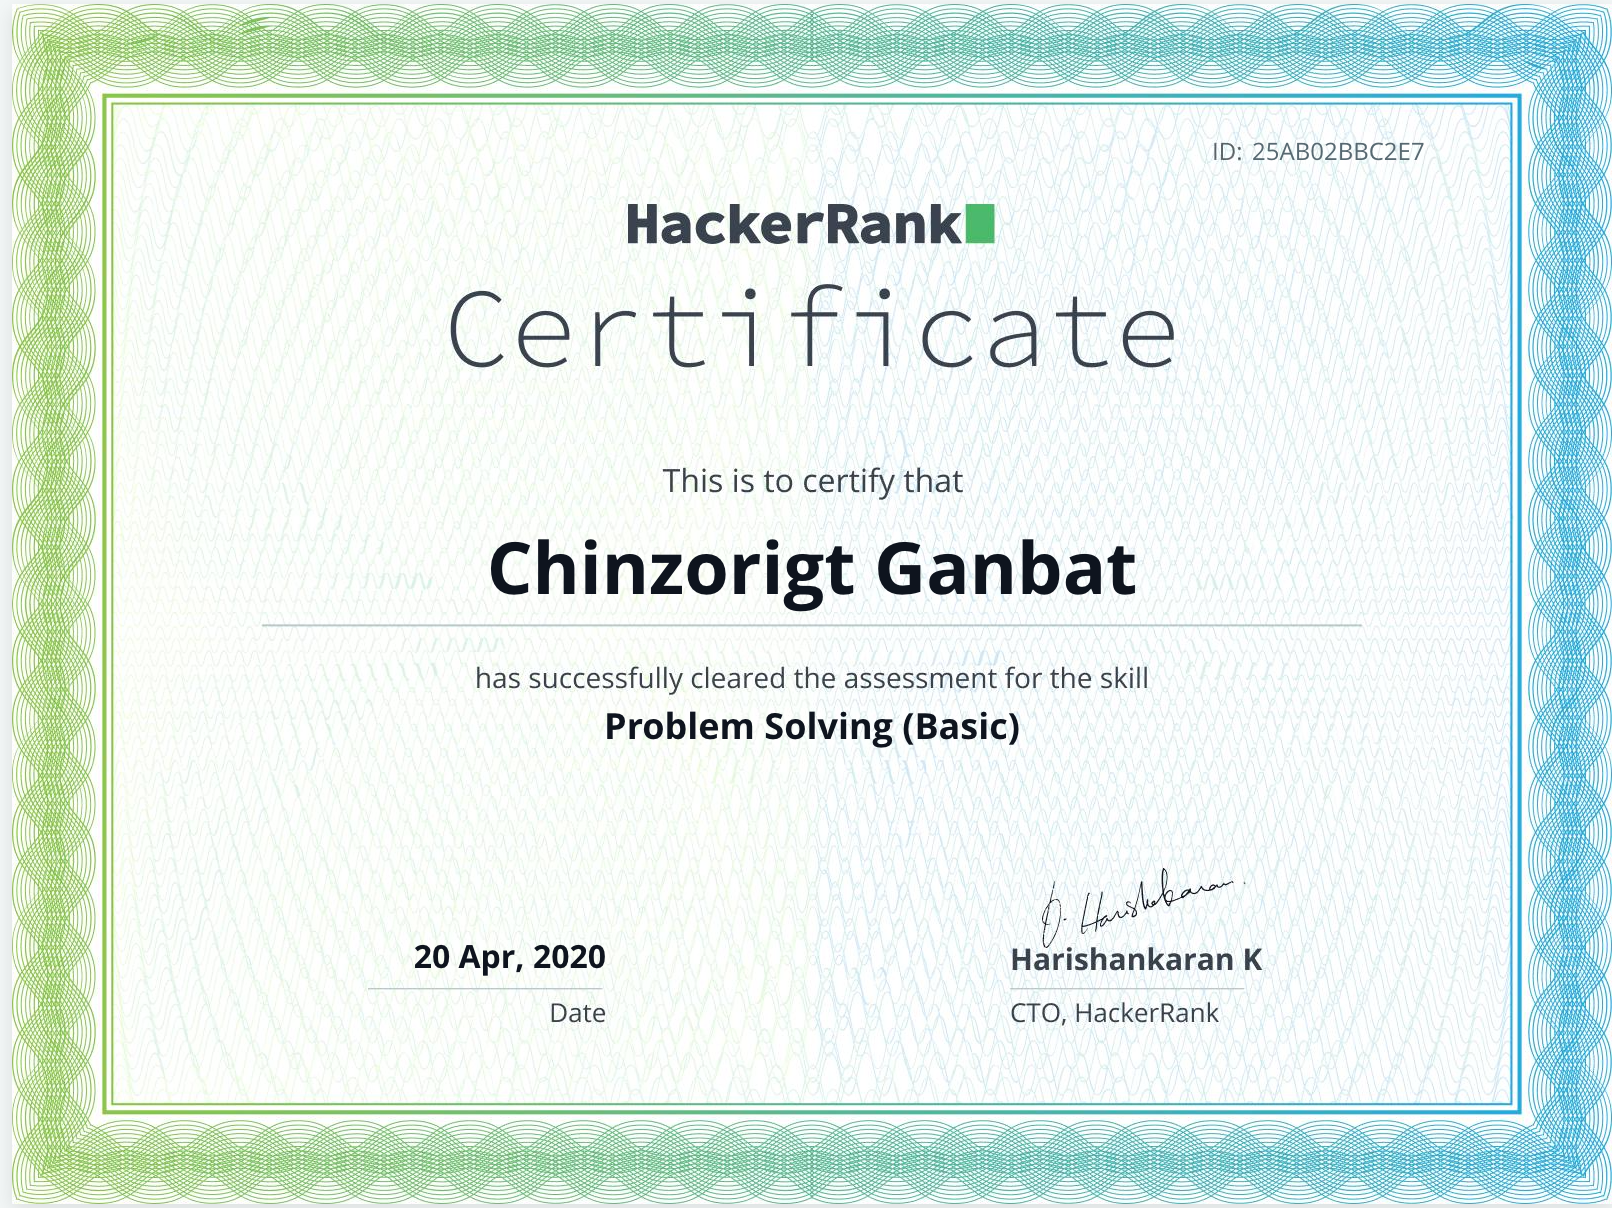 ID: 25AB02BBC2E7
HackerRank
Certificate
This is to certify that
Chinzorigt Ganbat
has successfully cleared the assessment for the skill
Problem Solving (Basic)
20 Apr, 2020
Date
Harishankaran K
CTO, HackerRank